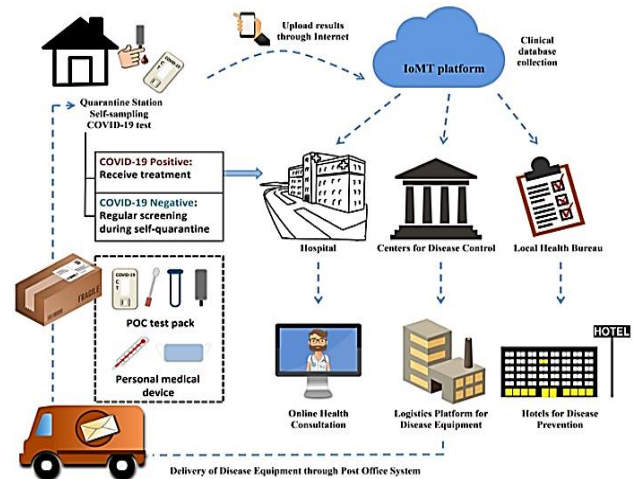 Upload results
through Internet
Clinical
database
collection
IoMT platform
COVID-19
Quarantine Station
Self-sampling
COVID-19 test
COVID-19 Positive:
Receive treatment
COVID-19 Negative:
Regular screening
during self-quarantine
Hospital
Centers for Disease Control
Local Health Bureau
FRAGILE
COVID-19
C
T
POC test pack
Personal medical
device
HOTEL
Online Health
Consultation
Logistics Platform for
Disease Equipment
Hotels for Disease
Prevention
Delivery of Disease Equipment through Post Office System